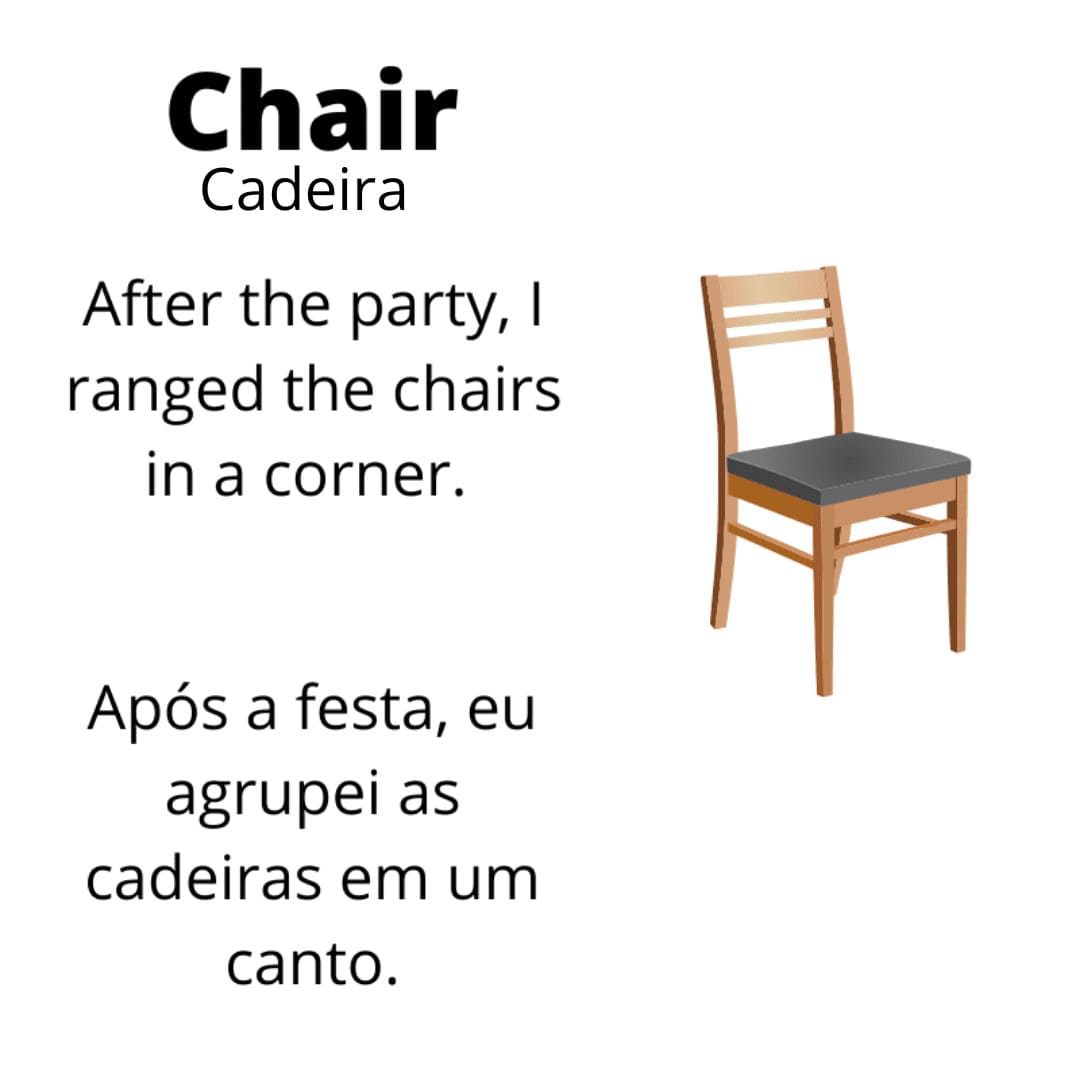 Chair
Cadeira
After the party, I
ranged the chairs
in a corner.
Após a festa, eu
agrupei as
cadeiras em um
canto.